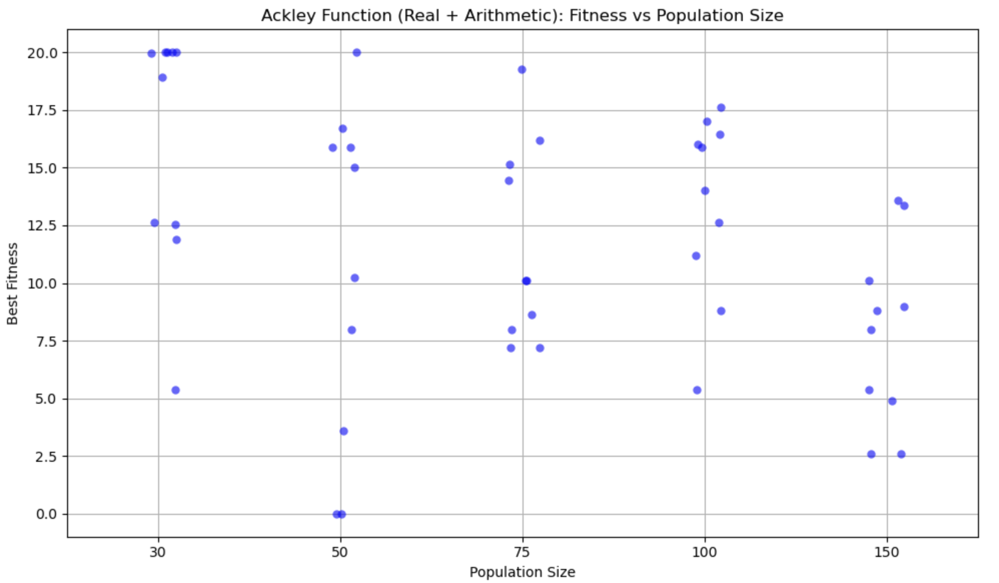 Ackley Function (Real + Arithmetic): Fitness vs Population Size
20.0
17.5
15.0
12.5
10.0
7.5
5.0
2.5
0.0
Best Fitness
30 50 75 100 150
Population Size